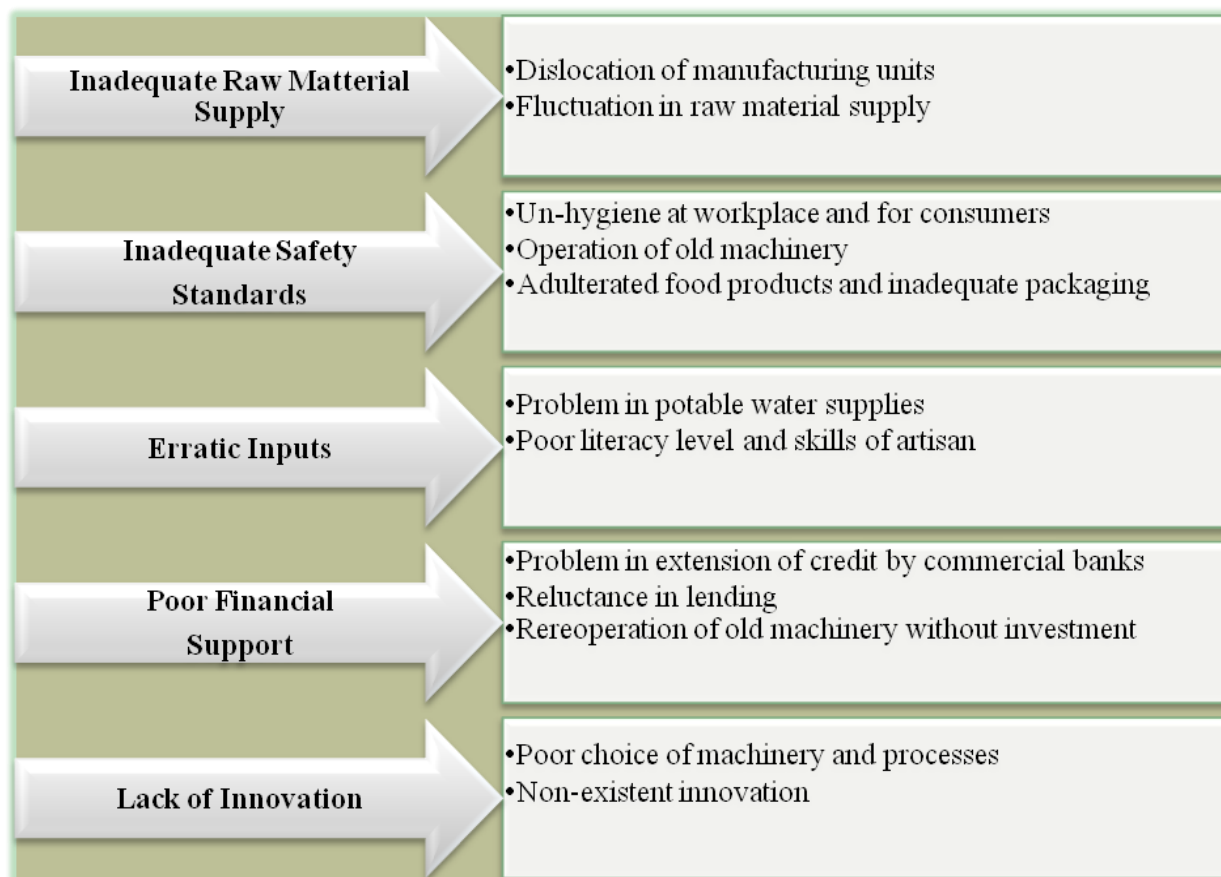 Inadequate Raw Matterial
Supply
•Dislocation of manufacturing units
•Fluctuation in raw material supply
Inadequate Safety
Standards
•Un-hygiene at workplace and for consumers
•Operation of old machinery
•Adulterated food products and inadequate packaging
Erratic Inputs
•Problem in potable water supplies
•Poor literacy level and skills of artisan
Poor Financial
Support
•Problem in extension of credit by commercial banks
•Reluctance in lending
•Rereoperation of old machinery without investment
Lack of Innovation
•Poor choice of machinery and processes
•Non-existent innovation